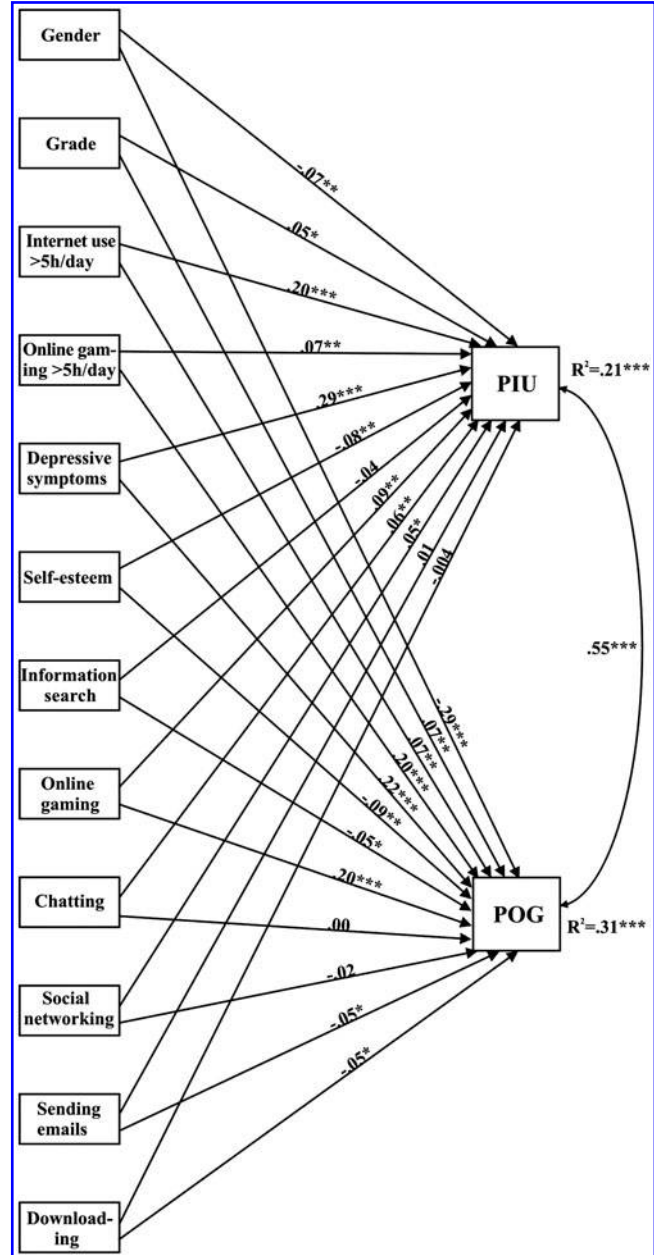 Gender
Grade
Internet use
>5h/day
Online gam-
ing >5h/day
Depressive
symptoms
Self-esteem
Information
search
Online
gaming
Chatting
Social
networking
Sending
emails
Download-
ing
-.07**
.05*
.20***
.07**
.29***
-.08**
-.04
.09**
.06**
.05*
.01
-.004
PIU
R²=.21***
.55***
-.29***
.07**
.07**
.20***
.22***
-.09**
-.05*
.20***
.00
-.02
-.05*
-.05*
POG
R²=.31***